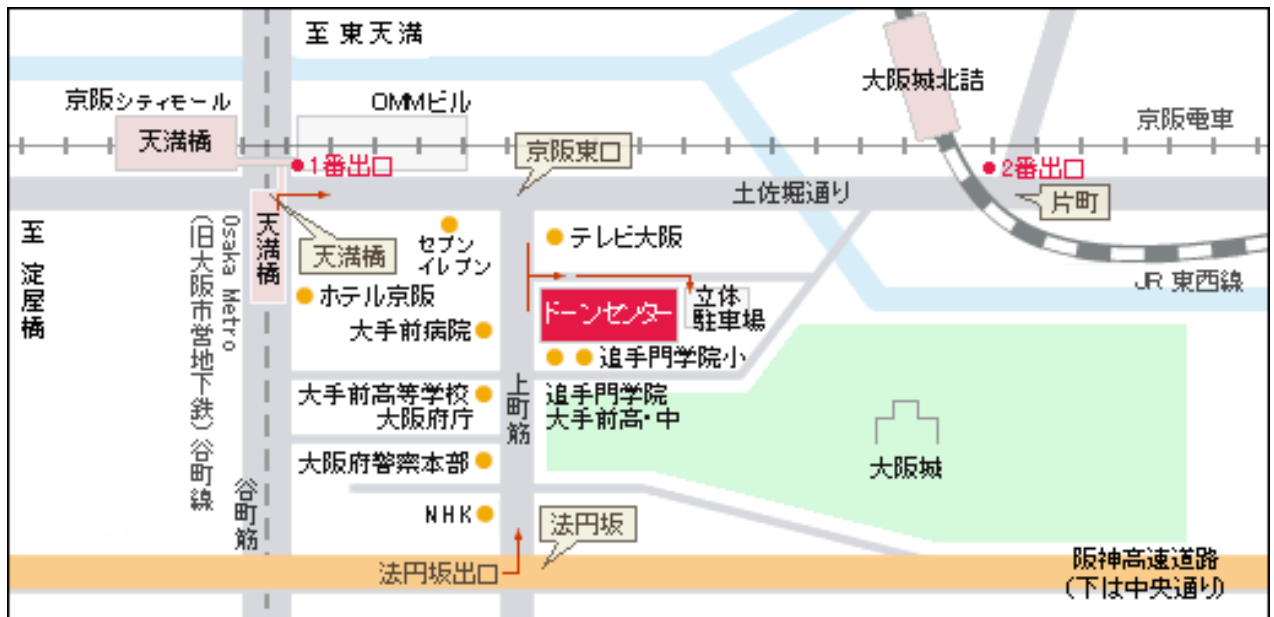 至 東天満
京阪シティモール
OMMビル
大阪城北詰
京阪電車
天満橋
1番出口
京阪東口
2番出口
土佐堀通り
片町
至 淀屋橋
Osaka Metro
(旧大阪市営地下鉄)谷町線
天満橋
天満橋
セブン
イレブン
テレビ大阪
JR 東西線
ホテル京阪
ドーンセンター
立体
駐車場
大手前病院
追手門学院小
大手前高等学校
大阪府庁
上町筋
追手門学院
大手前高・中
大阪府警察本部
大阪城
谷町筋
NHK
法円坂
法円坂出口
阪神高速道路
(下は中央通り)